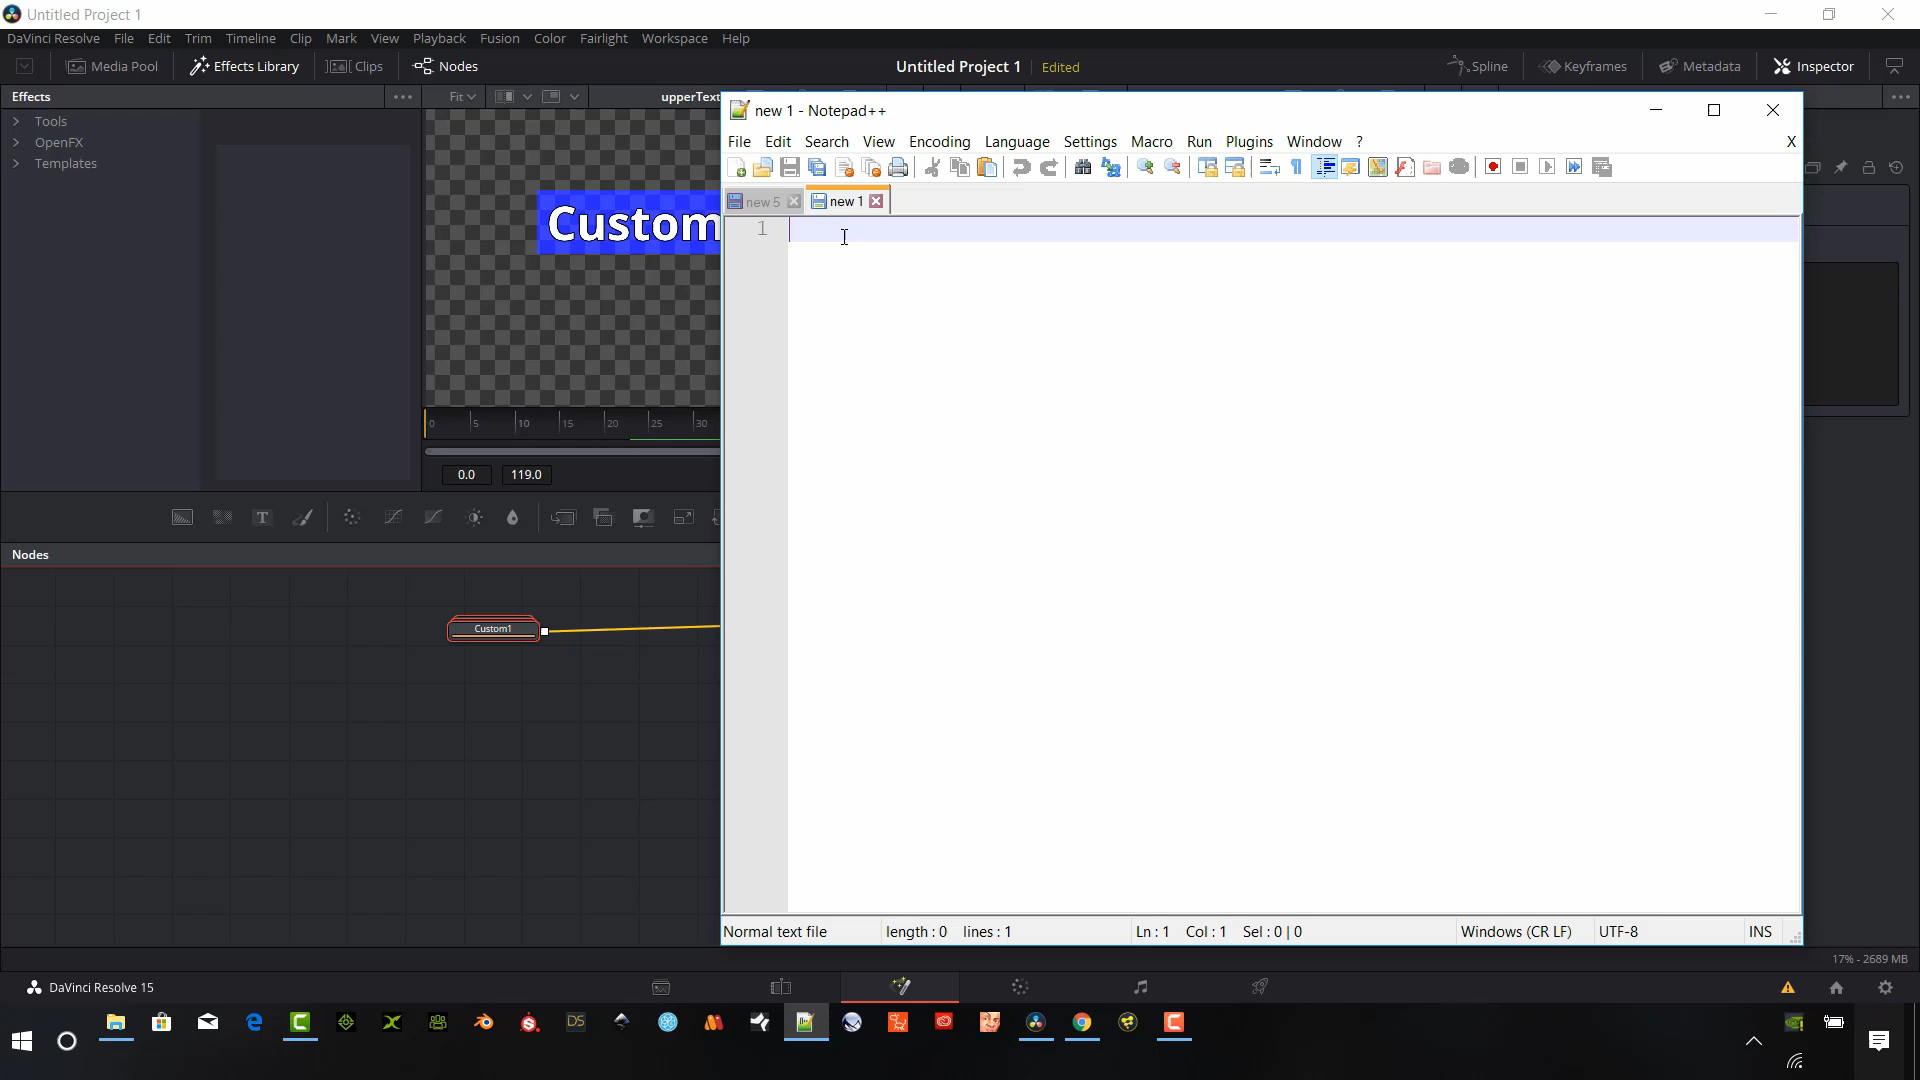 Untitled Project 1
DaVinci Resolve File Edit Trim Timeline Clip Mark View Playback Fusion Color Fairlight Workspace Help
Media Pool Effects Library Clips Nodes Untitled Project 1 Edited Spline Keyframes Metadata Inspector
Effects Fit upperText
Tools
OpenFX
Templates
Custom
0 5 10 15 20 25 30
0.0 119.0
Nodes
Custom1
new 1 - Notepad++
File Edit Search View Encoding Language Settings Macro Run Plugins Window ? X
new 5 new 1
1
Normal text file length : 0 lines : 1 Ln : 1 Col : 1 Sel : 0 | 0 Windows (CR LF) UTF-8 INS
17% - 2689 MB
DaVinci Resolve 15
DS